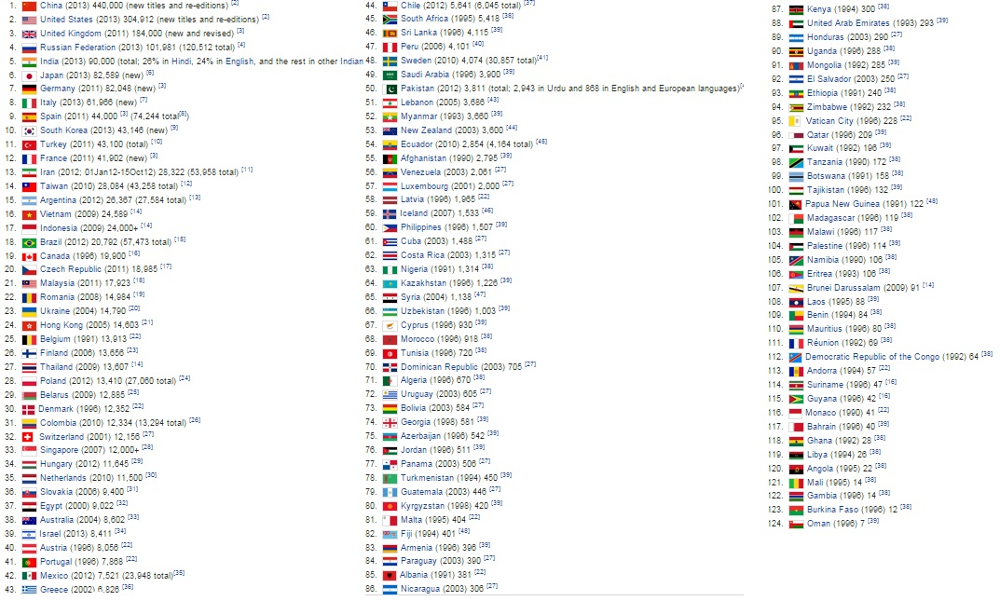 1. China (2013) 440,000 (new titles and re-editions) [2]
2. United States (2013) 304,912 (new titles and re-editions) [2]
3. United Kingdom (2011) 184,000 (new and revised) [3]
4. Russian Federation (2013) 101,981 (120,512 total) [4]
5. India (2013) 90,000 (total; 26% in Hindi, 24% in English, and the rest in other Indian
6. Japan (2013) 82,589 (new) [6]
7. Germany (2011) 82,048 (new) [3]
8. Italy (2013) 61,966 (new) [7]
9. Spain (2011) 44,000 [3] (74,244 total[8])
10. South Korea (2013) 43,146 (new) [9]
11. Turkey (2011) 43,100 (total) [10]
12. France (2011) 41,902 (new) [3]
13. Iran (2012; 01Jan12-15Oct12) 28,322 (53,958 total) [11]
14. Taiwan (2010) 28,084 (43,258 total) [12]
15. Argentina (2012) 26,367 (27,584 total) [13]
16. Vietnam (2009) 24,589 [14]
17. Indonesia (2009) 24,000+ [14]
18. Brazil (2012) 20,792 (57,473 total) [15]
19. Canada (1996) 19,900 [16]
20. Czech Republic (2011) 18,985 [17]
21. Malaysia (2011) 17,923 [18]
22. Romania (2008) 14,984 [19]
23. Ukraine (2004) 14,790 [20]
24. Hong Kong (2005) 14,603 [21]
25. Belgium (1991) 13,913 [22]
26. Finland (2006) 13,656 [23]
27. Thailand (2009) 13,607 [14]
28. Poland (2012) 13,410 (27,060 total) [24]
29. Belarus (2009) 12,885 [25]
30. Denmark (1996) 12,352 [22]
31. Colombia (2010) 12,334 (13,294 total) [26]
32. Switzerland (2001) 12,156 [27]
33. Singapore (2007) 12,000+ [28]
34. Hungary (2012) 11,645 [29]
35. Netherlands (2010) 11,500 [30]
36. Slovakia (2006) 9,400 [31]
37. Egypt (2000) 9,022 [32]
38. Australia (2004) 8,602 [33]
39. Israel (2013) 8,411 [34]
40. Austria (1996) 8,056 [22]
41. Portugal (1996) 7,868 [22]
42. Mexico (2012) 7,521 (23,948 total)[35]
43. Greece (2002) 6,826 [36]
44. Chile (2012) 5,641 (6,045 total) [37]
45. South Africa (1995) 5,418 [38]
46. Sri Lanka (1996) 4,115 [39]
47. Peru (2006) 4,101 [40]
48. Sweden (2010) 4,074 (30,857 total)[41]
49. Saudi Arabia (1996) 3,900 [39]
50. Pakistan (2012) 3,811 (total; 2,943 in Urdu and 868 in English and European languages)
51. Lebanon (2005) 3,686 [43]
52. Myanmar (1993) 3,660 [39]
53. New Zealand (2003) 3,600 [44]
54. Ecuador (2010) 2,854 (4,164 total) [45]
55. Afghanistan (1990) 2,795 [39]
56. Venezuela (2003) 2,061 [27]
57. Luxembourg (2001) 2,000 [27]
58. Latvia (1996) 1,965 [22]
59. Iceland (2007) 1,533 [46]
60. Philippines (1996) 1,507 [39]
61. Cuba (2003) 1,488 [27]
62. Costa Rica (2003) 1,315 [27]
63. Nigeria (1991) 1,314 [38]
64. Kazakhstan (1996) 1,226 [39]
65. Syria (2004) 1,138 [47]
66. Uzbekistan (1996) 1,003 [39]
67. Cyprus (1996) 930 [39]
68. Morocco (1996) 918 [38]
69. Tunisia (1996) 720 [38]
70. Dominican Republic (2003) 705 [27]
71. Algeria (1996) 670 [38]
72. Uruguay (2003) 605 [27]
73. Bolivia (2003) 584 [27]
74. Georgia (1998) 581 [39]
75. Azerbaijan (1996) 542 [39]
76. Jordan (1996) 511 [39]
77. Panama (2003) 506 [27]
78. Turkmenistan (1994) 450 [39]
79. Guatemala (2003) 446 [27]
80. Kyrgyzstan (1998) 420 [39]
81. Malta (1995) 404 [22]
82. Fiji (1994) 401 [48]
83. Armenia (1996) 396 [39]
84. Paraguay (2003) 390 [27]
85. Albania (1991) 381 [22]
86. Nicaragua (2003) 306 [27]
87. Kenya (1994) 300 [38]
88. United Arab Emirates (1993) 293 [39]
89. Honduras (2003) 290 [27]
90. Uganda (1996) 288 [38]
91. Mongolia (1992) 285 [39]
92. El Salvador (2003) 250 [27]
93. Ethiopia (1991) 240 [38]
94. Zimbabwe (1992) 232 [38]
95. Vatican City (1996) 228 [22]
96. Qatar (1996) 209 [39]
97. Kuwait (1992) 196 [39]
98. Tanzania (1990) 172 [38]
99. Botswana (1991) 158 [38]
100. Tajikistan (1996) 132 [39]
101. Papua New Guinea (1991) 122 [48]
102. Madagascar (1996) 119 [38]
103. Malawi (1996) 117 [38]
104. Palestine (1996) 114 [39]
105. Namibia (1990) 106 [38]
106. Eritrea (1993) 106 [38]
107. Brunei Darussalam (2009) 91 [14]
108. Laos (1995) 88 [39]
109. Benin (1994) 84 [38]
110. Mauritius (1996) 80 [38]
111. Réunion (1992) 69 [38]
112. Democratic Republic of the Congo (1992) 64 [38]
113. Andorra (1994) 57 [22]
114. Suriname (1996) 47 [16]
115. Guyana (1996) 42 [16]
116. Monaco (1990) 41 [22]
117. Bahrain (1996) 40 [39]
118. Ghana (1992) 28 [38]
119. Libya (1994) 26 [38]
120. Angola (1995) 22 [38]
121. Mali (1995) 14 [38]
122. Gambia (1996) 14 [38]
123. Burkina Faso (1996) 12 [38]
124. Oman (1996) 7 [39]